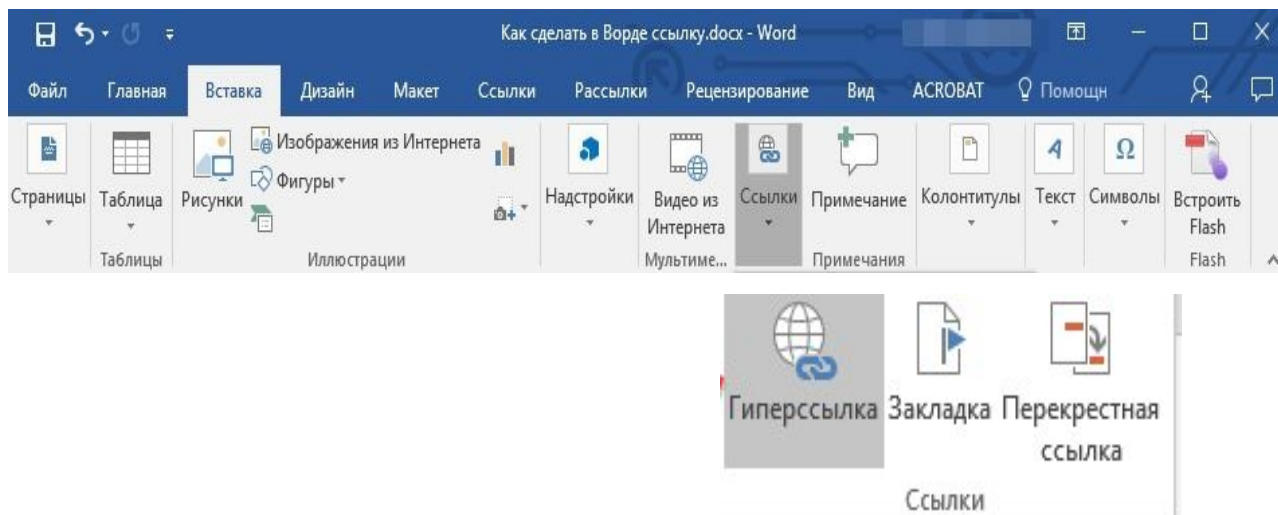 Как сделать в Ворде ссылку.docx - Word
Файл Главная Вставка Дизайн Макет Ссылки Рассылки Рецензирование Вид ACROBAT Помощн
Изображения из Интернета
Фигуры
Страницы Таблица Рисунки Надстройки Видео из Ссылки Примечание Колонтитулы Текст Символы Встроить
Интернета Flash
Таблицы Иллюстрации Мультиме... Примечания Flash
Гиперссылка Закладка Перекрестная
ссылка
Ссылки